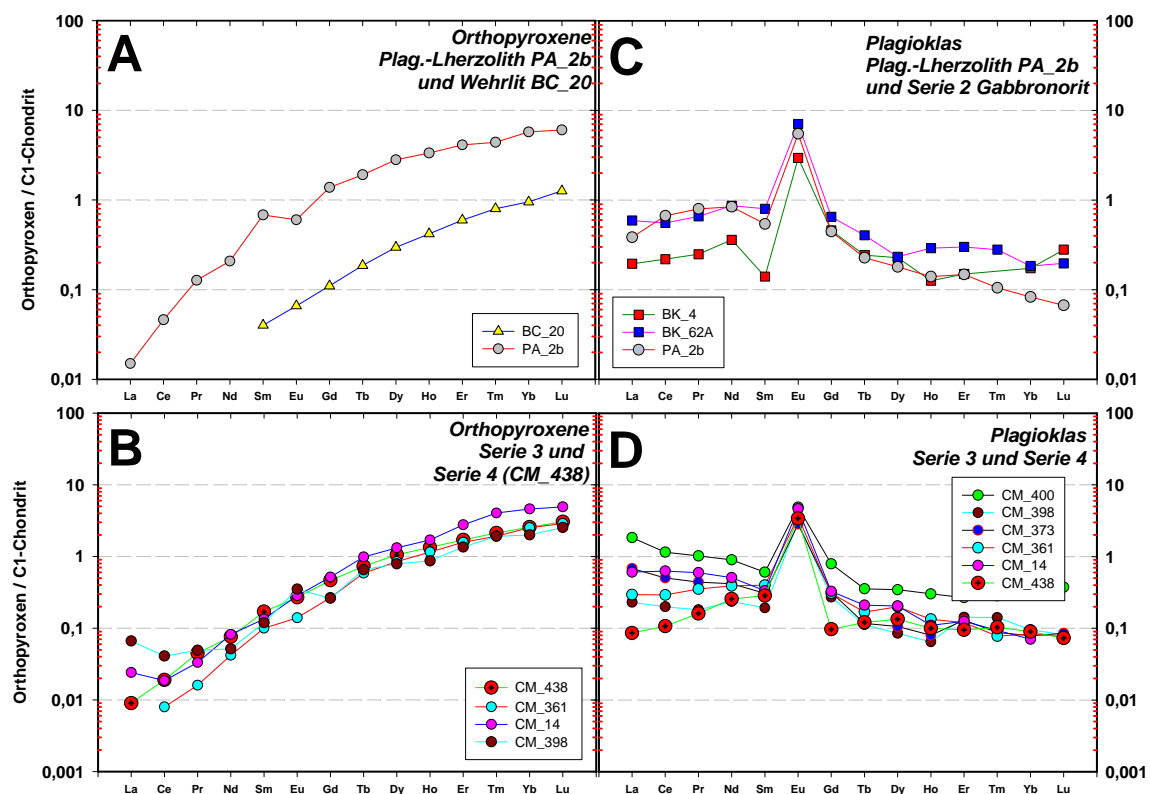 A
Orthopyroxene
Plag.-Lherzolith PA_2b
und Wehrlit BC_20
Orthopyroxen / C1-Chondrit
100
10
1
0,1
0,01
BC_20
PA_2b
La Ce Pr Nd Sm Eu Gd Tb Dy Ho Er Tm Yb Lu
C
Plagioklas
Plag.-Lherzolith PA_2b
und Serie 2 Gabbronorit
100
10
1
0,1
0,01
BK_4
BK_62A
PA_2b
La Ce Pr Nd Sm Eu Gd Tb Dy Ho Er Tm Yb Lu
B
Orthopyroxene
Serie 3 und
Serie 4 (CM_438)
Orthopyroxen / C1-Chondrit
100
10
1
0,1
0,01
0,001
CM_438
CM_361
CM_14
CM_398
La Ce Pr Nd Sm Eu Gd Tb Dy Ho Er Tm Yb Lu
D
Plagioklas
Serie 3 und Serie 4
100
10
1
0,1
0,01
0,001
CM_400
CM_398
CM_373
CM_361
CM_14
CM_438
La Ce Pr Nd Sm Eu Gd Tb Dy Ho Er Tm Yb Lu